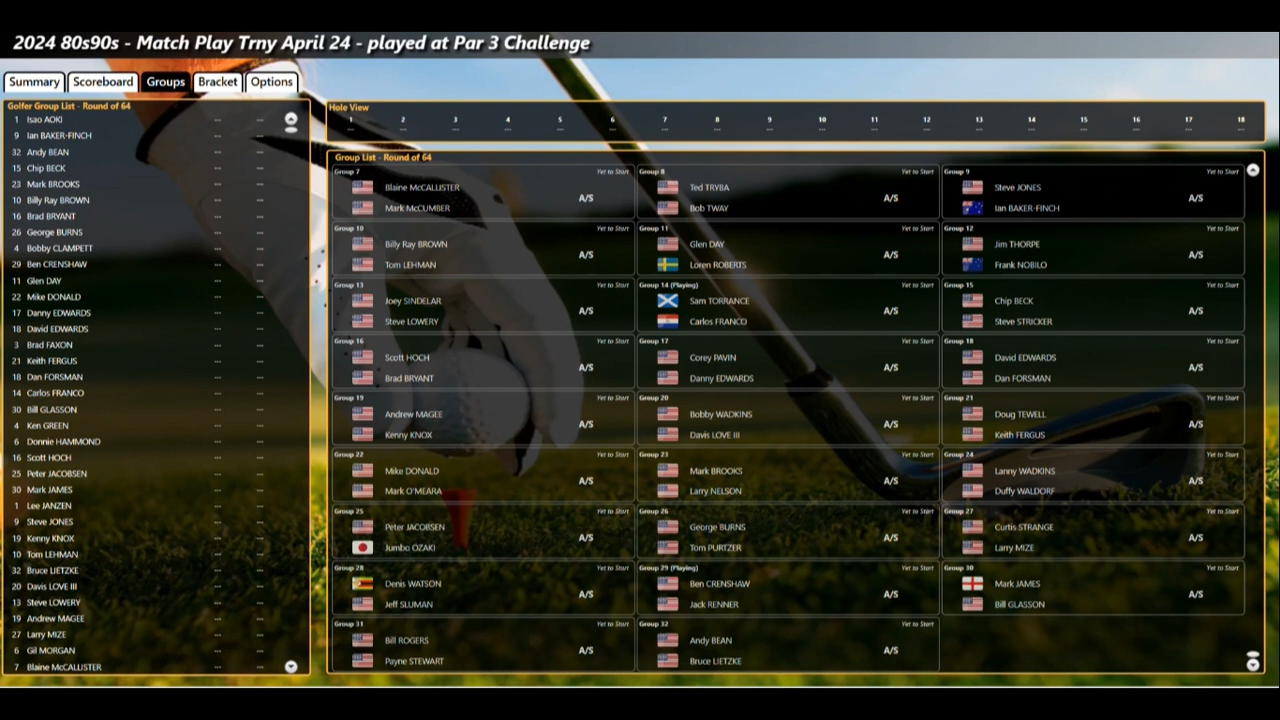 2024 80s90s - Match Play Trny April 24 - played at Par 3 Challenge
Summary Scoreboard Groups Bracket Options
Golfer Group List - Round of 64
1 Isao AOKI --- ---
9 Ian BAKER-FINCH --- ---
32 Andy BEAN --- ---
15 Chip BECK --- ---
23 Mark BROOKS --- ---
10 Billy Ray BROWN --- ---
16 Brad BRYANT --- ---
26 George BURNS --- ---
4 Bobby CLAMPETT --- ---
29 Ben CRENSHAW --- ---
11 Glen DAY --- ---
22 Mike DONALD --- ---
17 Danny EDWARDS --- ---
18 David EDWARDS --- ---
3 Brad FAXON --- ---
21 Keith FERGUS --- ---
18 Dan FORSMAN --- ---
14 Carlos FRANCO --- ---
30 Bill GLASSON --- ---
4 Ken GREEN --- ---
6 Donnie HAMMOND --- ---
16 Scott HOCH --- ---
25 Peter JACOBSEN --- ---
30 Mark JAMES --- ---
1 Lee JANZEN --- ---
9 Steve JONES --- ---
19 Kenny KNOX --- ---
10 Tom LEHMAN --- ---
32 Bruce LIETZKE --- ---
20 Davis LOVE III --- ---
13 Steve LOWERY --- ---
19 Andrew MAGEE --- ---
27 Larry MIZE --- ---
6 Gil MORGAN --- ---
7 Blaine McCALLISTER --- ---
Hole View
1 2 3 4 5 6 7 8 9 10 11 12 13 14 15 16 17 18
--- --- --- --- --- --- --- --- --- --- --- --- --- --- --- --- --- ---
Group List - Round of 64
Group 7 Yet to Start Group 8 Yet to Start Group 9 Yet to Start
Blaine McCALLISTER Ted TRYBA Steve JONES
A/S A/S A/S
Mark McCUMBER Bob TWAY Ian BAKER-FINCH
Group 10 Yet to Start Group 11 Yet to Start Group 12 Yet to Start
Billy Ray BROWN Glen DAY Jim THORPE
A/S A/S A/S
Tom LEHMAN Loren ROBERTS Frank NOBILO
Group 13 Yet to Start Group 14 (Playing) Yet to Start Group 15 Yet to Start
Joey SINDELAR Sam TORRANCE Chip BECK
A/S A/S A/S
Steve LOWERY Carlos FRANCO Steve STRICKER
Group 16 Yet to Start Group 17 Yet to Start Group 18 Yet to Start
Scott HOCH Corey PAVIN David EDWARDS
A/S A/S A/S
Brad BRYANT Danny EDWARDS Dan FORSMAN
Group 19 Yet to Start Group 20 Yet to Start Group 21 Yet to Start
Andrew MAGEE Bobby WADKINS Doug TEWELL
A/S A/S A/S
Kenny KNOX Davis LOVE III Keith FERGUS
Group 22 Yet to Start Group 23 Yet to Start Group 24 Yet to Start
Mike DONALD Mark BROOKS Lanny WADKINS
A/S A/S A/S
Mark O'MEARA Larry NELSON Duffy WALDORF
Group 25 Yet to Start Group 26 Yet to Start Group 27 Yet to Start
Peter JACOBSEN George BURNS Curtis STRANGE
A/S A/S A/S
Jumbo OZAKI Tom PURTZER Larry MIZE
Group 28 Yet to Start Group 29 (Playing) Yet to Start Group 30 Yet to Start
Denis WATSON Ben CRENSHAW Mark JAMES
A/S A/S A/S
Jeff SLUMAN Jack RENNER Bill GLASSON
Group 31 Yet to Start Group 32 Yet to Start
Bill ROGERS Andy BEAN
A/S A/S
Payne STEWART Bruce LIETZKE